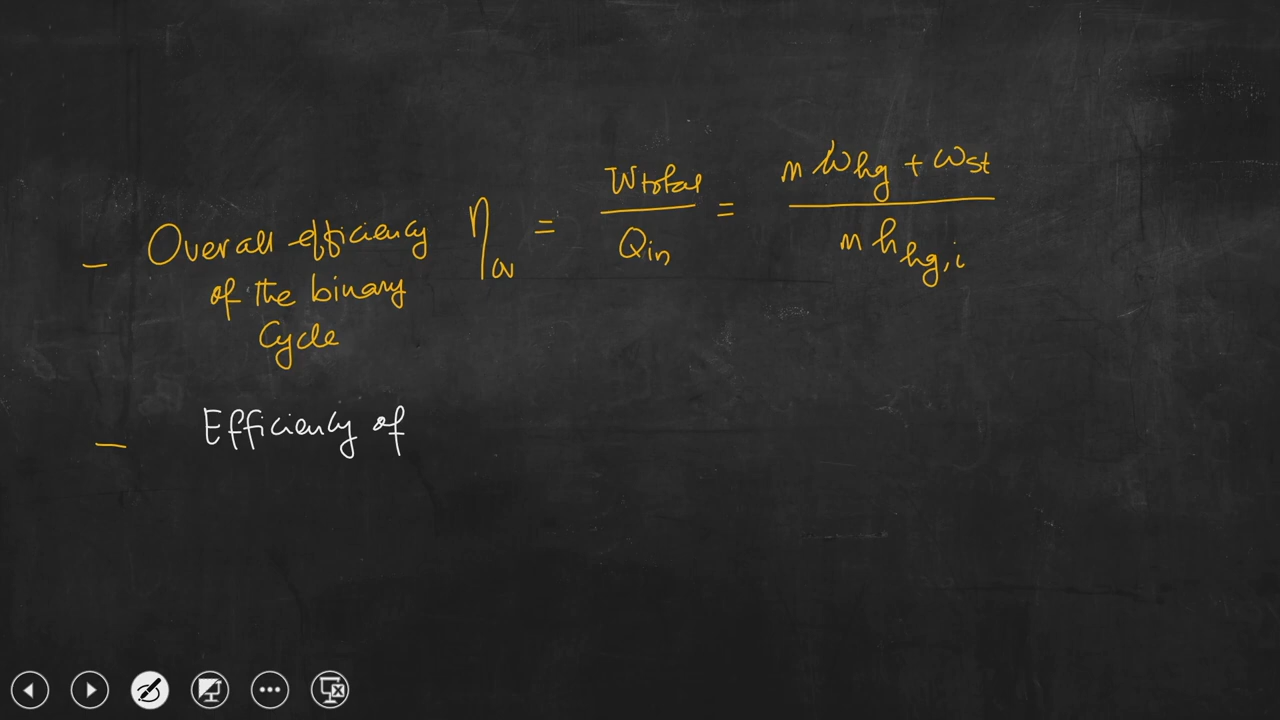 – Overall efficiency η_ov = W_total / Q_in = (m W_hg + W_st) / (m h_hg,i)
of the binary
Cycle
– Efficiency of